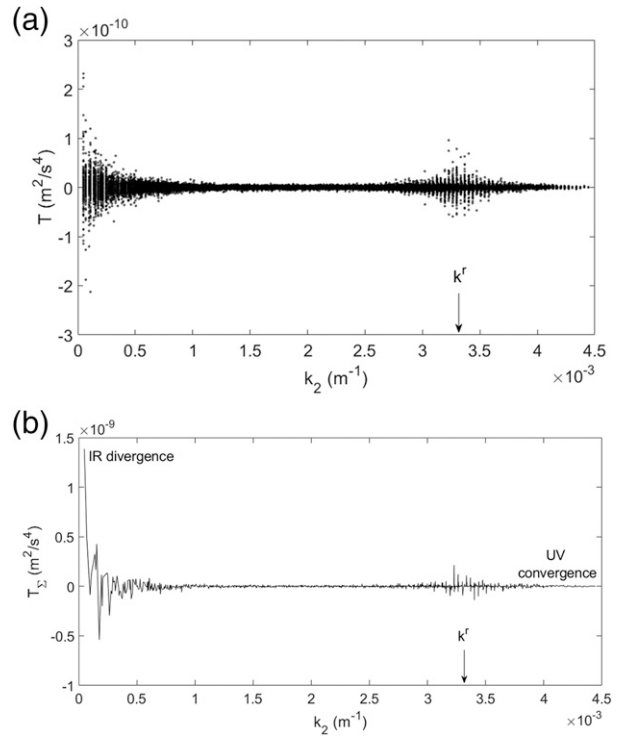 (a)
×10⁻¹⁰
3
2
1
0
-1
-2
-3
T (m²/s⁴)
kʳ
0 0.5 1 1.5 2 2.5 3 3.5 4 4.5
k₂ (m⁻¹)
×10⁻³
(b)
×10⁻⁹
1.5
1
0.5
0
-0.5
-1
T_Σ (m²/s⁴)
IR divergence
UV
convergence
kʳ
0 0.5 1 1.5 2 2.5 3 3.5 4 4.5
k₂ (m⁻¹)
×10⁻³